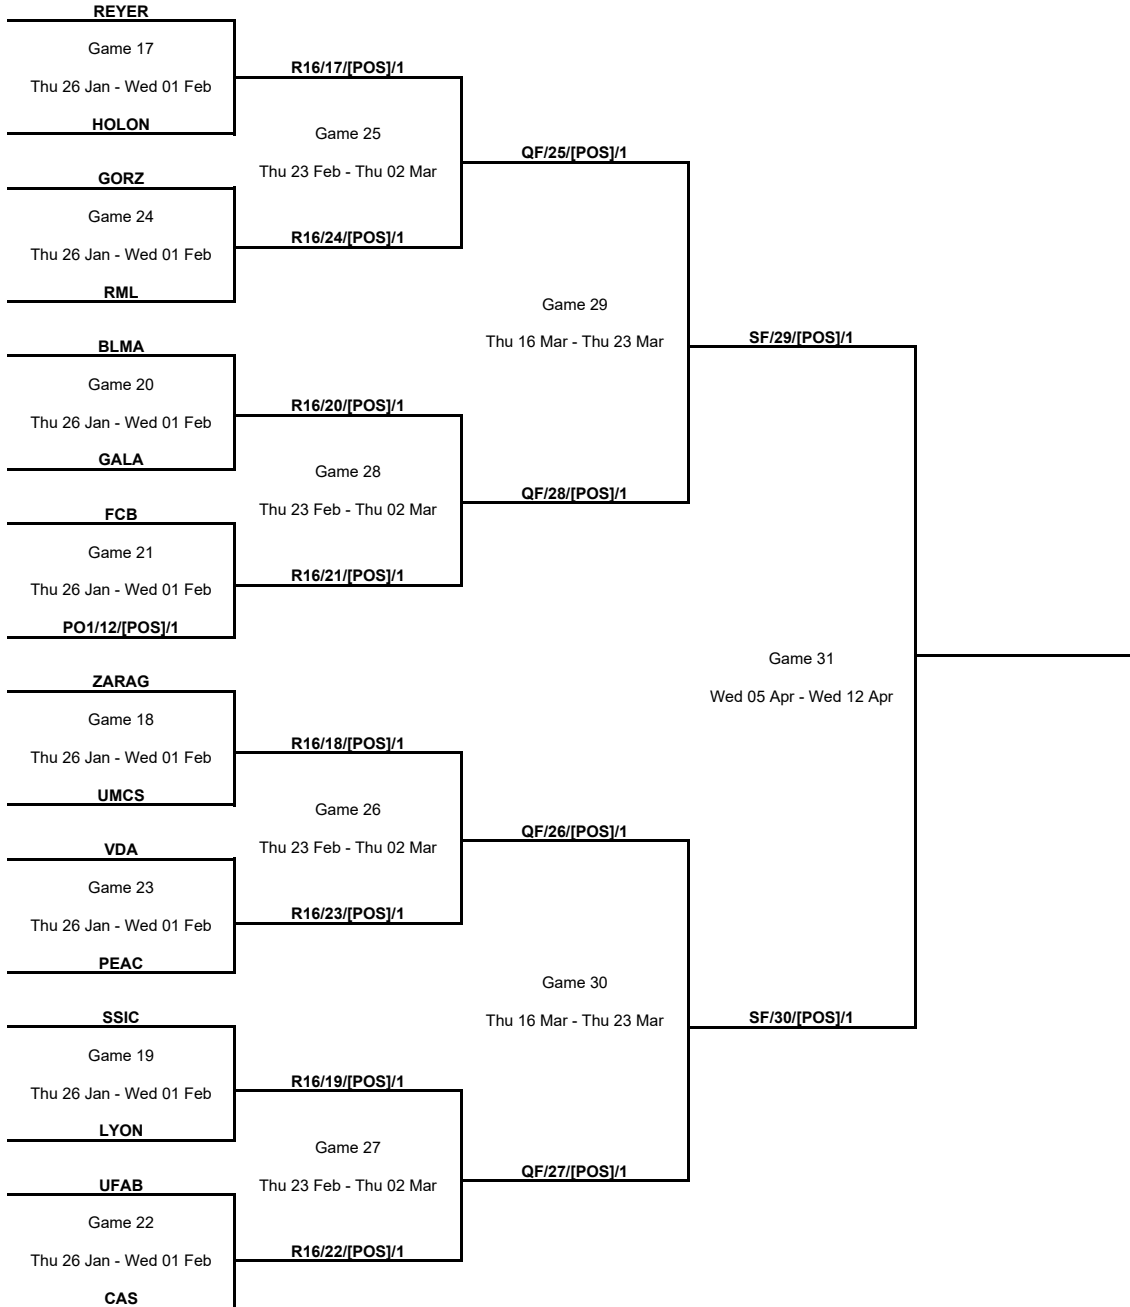 REYER
Game 17
Thu 26 Jan - Wed 01 Feb
HOLON
GORZ
Game 24
Thu 26 Jan - Wed 01 Feb
RML
BLMA
Game 20
Thu 26 Jan - Wed 01 Feb
GALA
FCB
Game 21
Thu 26 Jan - Wed 01 Feb
PO1/12/[POS]/1
ZARAG
Game 18
Thu 26 Jan - Wed 01 Feb
UMCS
VDA
Game 23
Thu 26 Jan - Wed 01 Feb
PEAC
SSIC
Game 19
Thu 26 Jan - Wed 01 Feb
LYON
UFAB
Game 22
Thu 26 Jan - Wed 01 Feb
CAS
R16/17/[POS]/1
Game 25
Thu 23 Feb - Thu 02 Mar
R16/24/[POS]/1
R16/20/[POS]/1
Game 28
Thu 23 Feb - Thu 02 Mar
R16/21/[POS]/1
R16/18/[POS]/1
Game 26
Thu 23 Feb - Thu 02 Mar
R16/23/[POS]/1
R16/19/[POS]/1
Game 27
Thu 23 Feb - Thu 02 Mar
R16/22/[POS]/1
QF/25/[POS]/1
Game 29
Thu 16 Mar - Thu 23 Mar
QF/28/[POS]/1
QF/26/[POS]/1
Game 30
Thu 16 Mar - Thu 23 Mar
QF/27/[POS]/1
SF/29/[POS]/1
Game 31
Wed 05 Apr - Wed 12 Apr
SF/30/[POS]/1